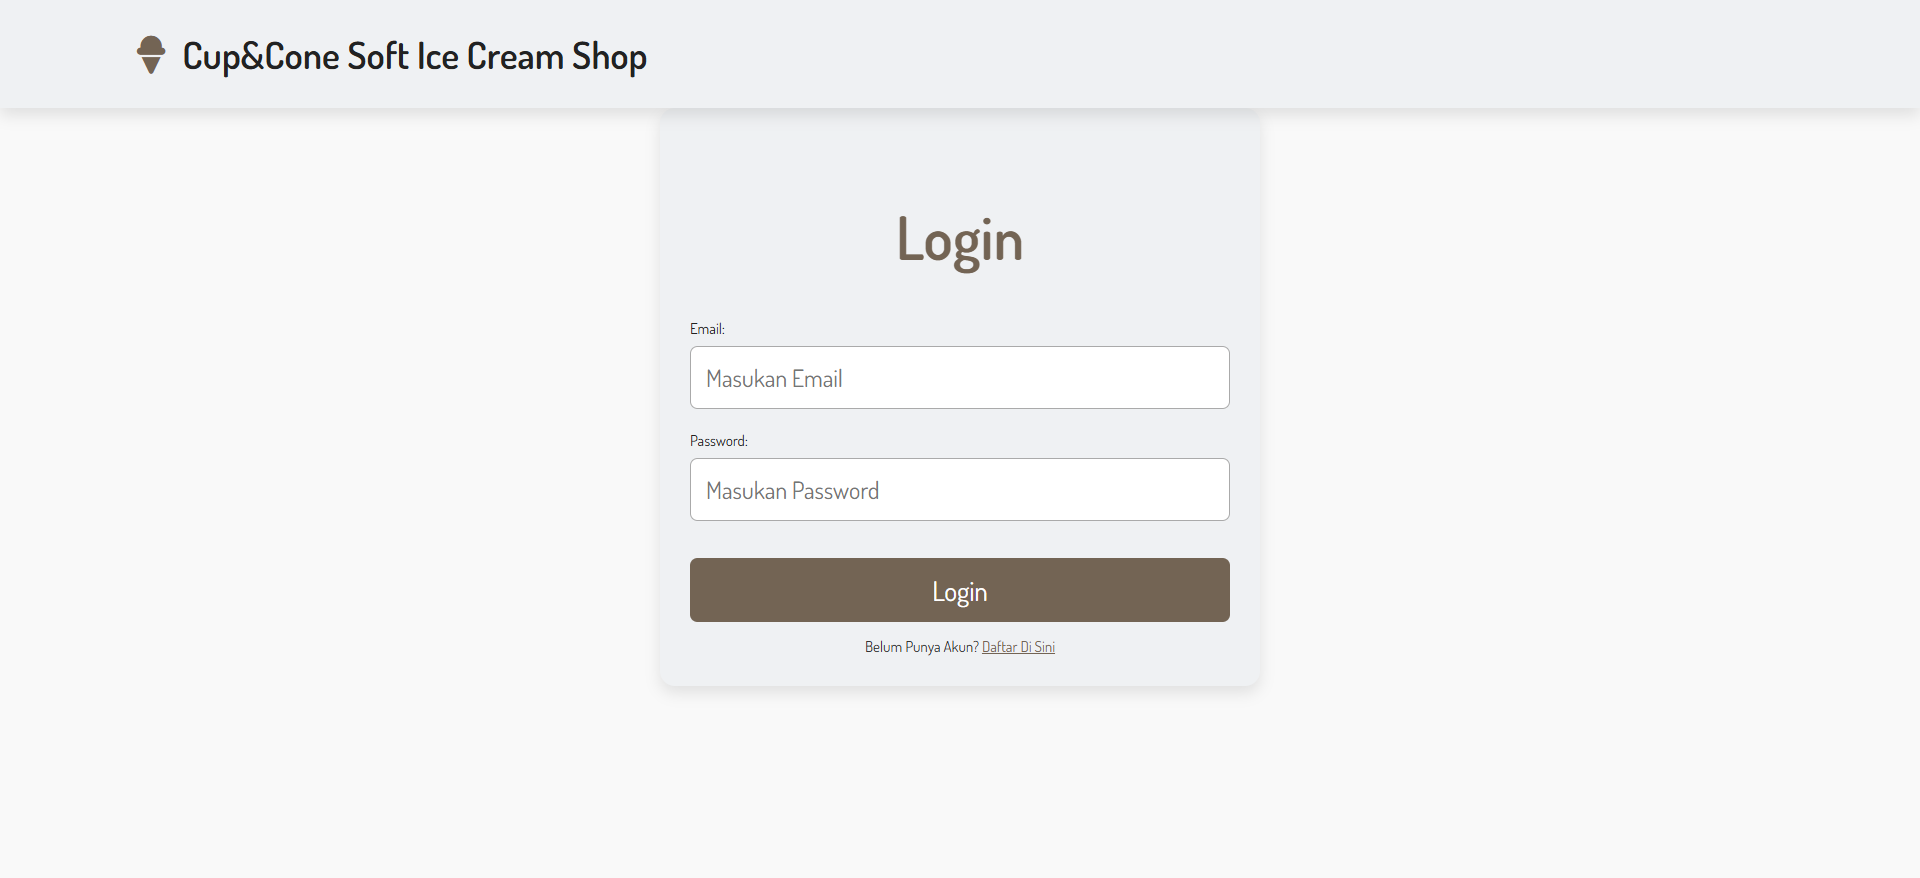 Cup&Cone Soft Ice Cream Shop
Login
Email:
Masukan Email
Password:
Masukan Password
Login
Belum Punya Akun? Daftar Di Sini